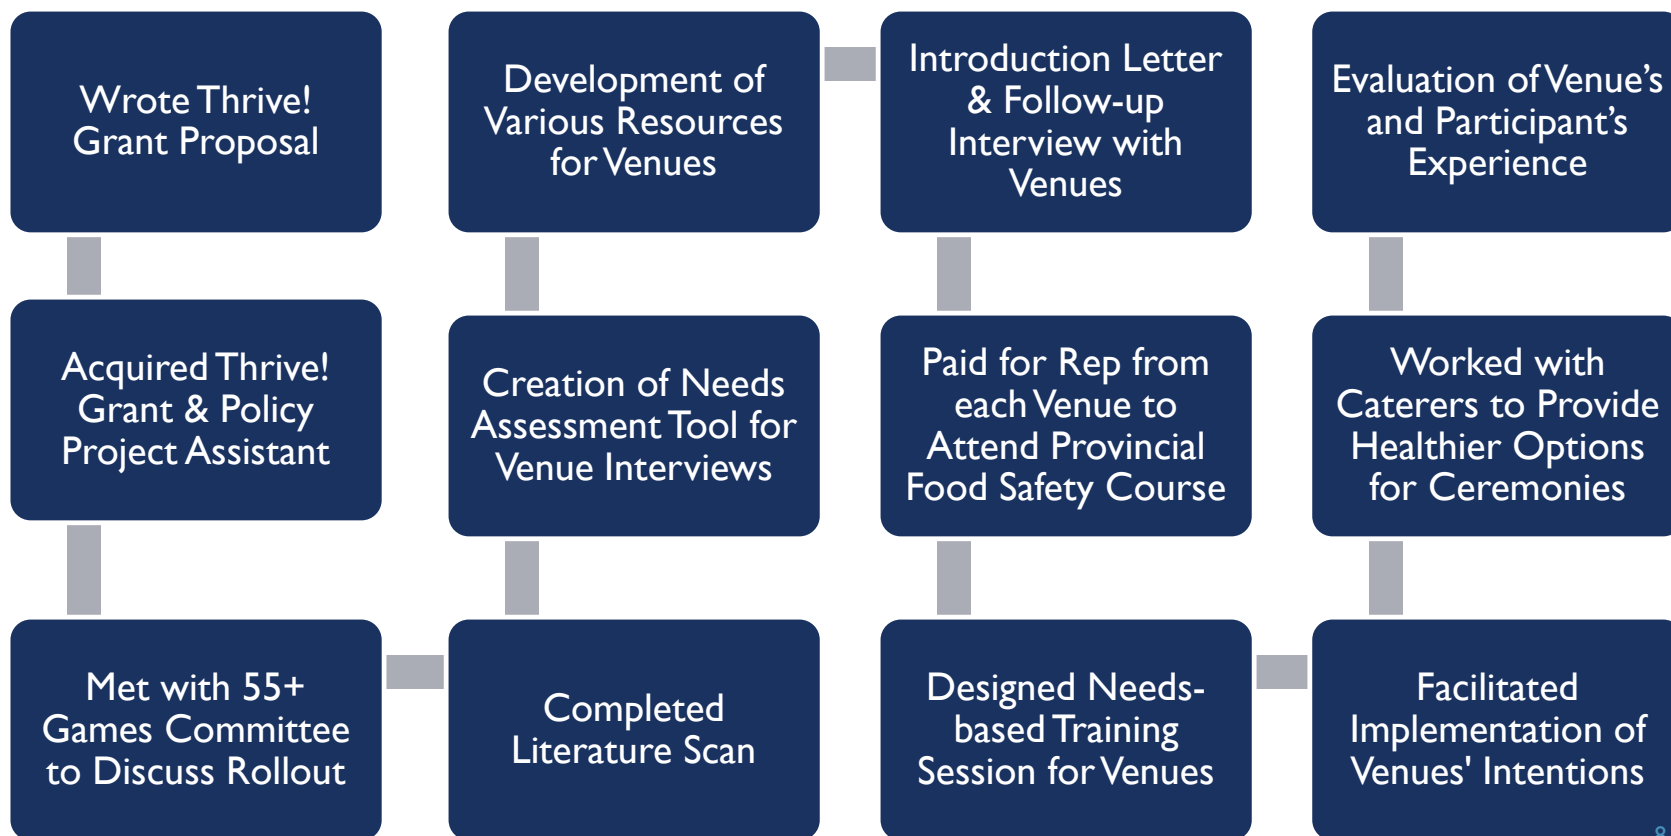 Wrote Thrive!
Grant Proposal
Acquired Thrive!
Grant & Policy
Project Assistant
Met with 55+
Games Committee
to Discuss Rollout
Completed
Literature Scan
Creation of Needs
Assessment Tool for
Venue Interviews
Development of
Various Resources
for Venues
Introduction Letter
& Follow-up
Interview with
Venues
Paid for Rep from
each Venue to
Attend Provincial
Food Safety Course
Designed Needs-
based Training
Session for Venues
Facilitated
Implementation of
Venues' Intentions
Worked with
Caterers to Provide
Healthier Options
for Ceremonies
Evaluation of Venue’s
and Participant’s
Experience